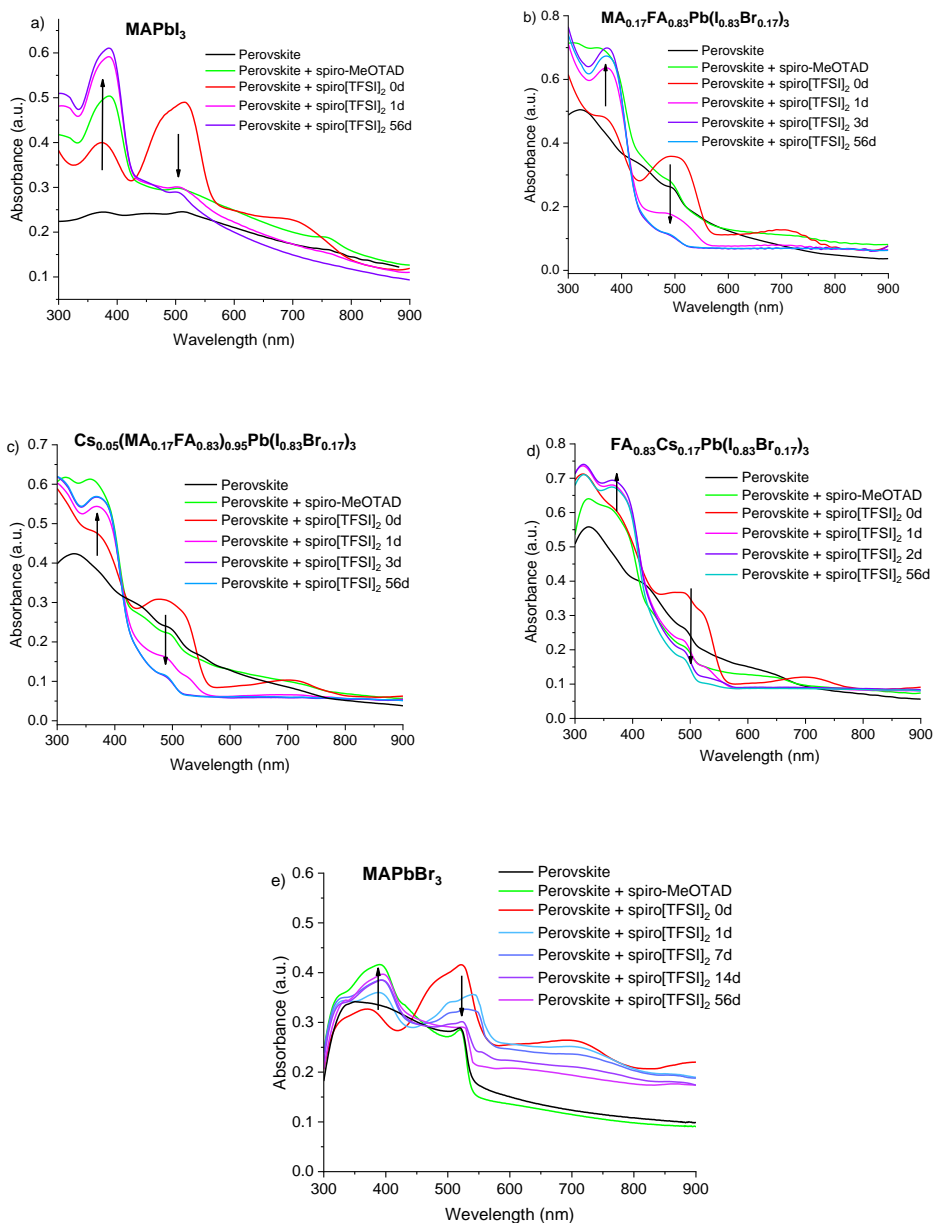 a)
MAPbI₃
Perovskite
Perovskite + spiro-MeOTAD
Perovskite + spiro[TFSI]₂ 0d
Perovskite + spiro[TFSI]₂ 1d
Perovskite + spiro[TFSI]₂ 56d
0.6
0.5
0.4
0.3
0.2
0.1
Absorbance (a.u.)
300 400 500 600 700 800 900
Wavelength (nm)
b)
MA₀.₁₇FA₀.₈₃Pb(I₀.₈₃Br₀.₁₇)₃
Perovskite
Perovskite + spiro-MeOTAD
Perovskite + spiro[TFSI]₂ 0d
Perovskite + spiro[TFSI]₂ 1d
Perovskite + spiro[TFSI]₂ 3d
Perovskite + spiro[TFSI]₂ 56d
0.8
0.6
0.4
0.2
0.0
Absorbance (a.u.)
300 400 500 600 700 800 900
Wavelength (nm)
c)
Cs₀.₀₅(MA₀.₁₇FA₀.₈₃)₀.₉₅Pb(I₀.₈₃Br₀.₁₇)₃
Perovskite
Perovskite + spiro-MeOTAD
Perovskite + spiro[TFSI]₂ 0d
Perovskite + spiro[TFSI]₂ 1d
Perovskite + spiro[TFSI]₂ 3d
Perovskite + spiro[TFSI]₂ 56d
0.7
0.6
0.5
0.4
0.3
0.2
0.1
0.0
Absorbance (a.u.)
300 400 500 600 700 800 900
Wavelength (nm)
d)
FA₀.₈₃Cs₀.₁₇Pb(I₀.₈₃Br₀.₁₇)₃
Perovskite
Perovskite + spiro-MeOTAD
Perovskite + spiro[TFSI]₂ 0d
Perovskite + spiro[TFSI]₂ 1d
Perovskite + spiro[TFSI]₂ 2d
Perovskite + spiro[TFSI]₂ 56d
0.8
0.7
0.6
0.5
0.4
0.3
0.2
0.1
0.0
Absorbance (a.u.)
300 400 500 600 700 800 900
Wavelength (nm)
e)
MAPbBr₃
Perovskite
Perovskite + spiro-MeOTAD
Perovskite + spiro[TFSI]₂ 0d
Perovskite + spiro[TFSI]₂ 1d
Perovskite + spiro[TFSI]₂ 7d
Perovskite + spiro[TFSI]₂ 14d
Perovskite + spiro[TFSI]₂ 56d
0.6
0.5
0.4
0.3
0.2
0.1
0.0
Absorbance (a.u.)
300 400 500 600 700 800 900
Wevelength (nm)